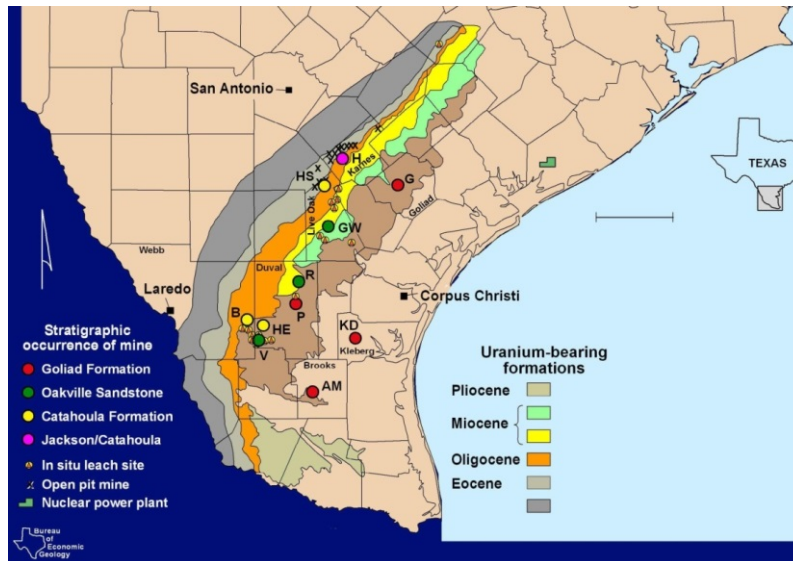 San Antonio
TEXAS
H
Karnes
HS
G
Live Oak
Goliad
GW
Webb
Duval
R
Laredo
Corpus Christi
P
B
HE
KD
V
Kleberg
Brooks
AM
Stratigraphic
occurrence of mine
Goliad Formation
Oakville Sandstone
Catahoula Formation
Jackson/Catahoula
In situ leach site
Open pit mine
Nuclear power plant
Uranium-bearing
formations
Pliocene
Miocene
Oligocene
Eocene
Bureau
of
Economic
Geology